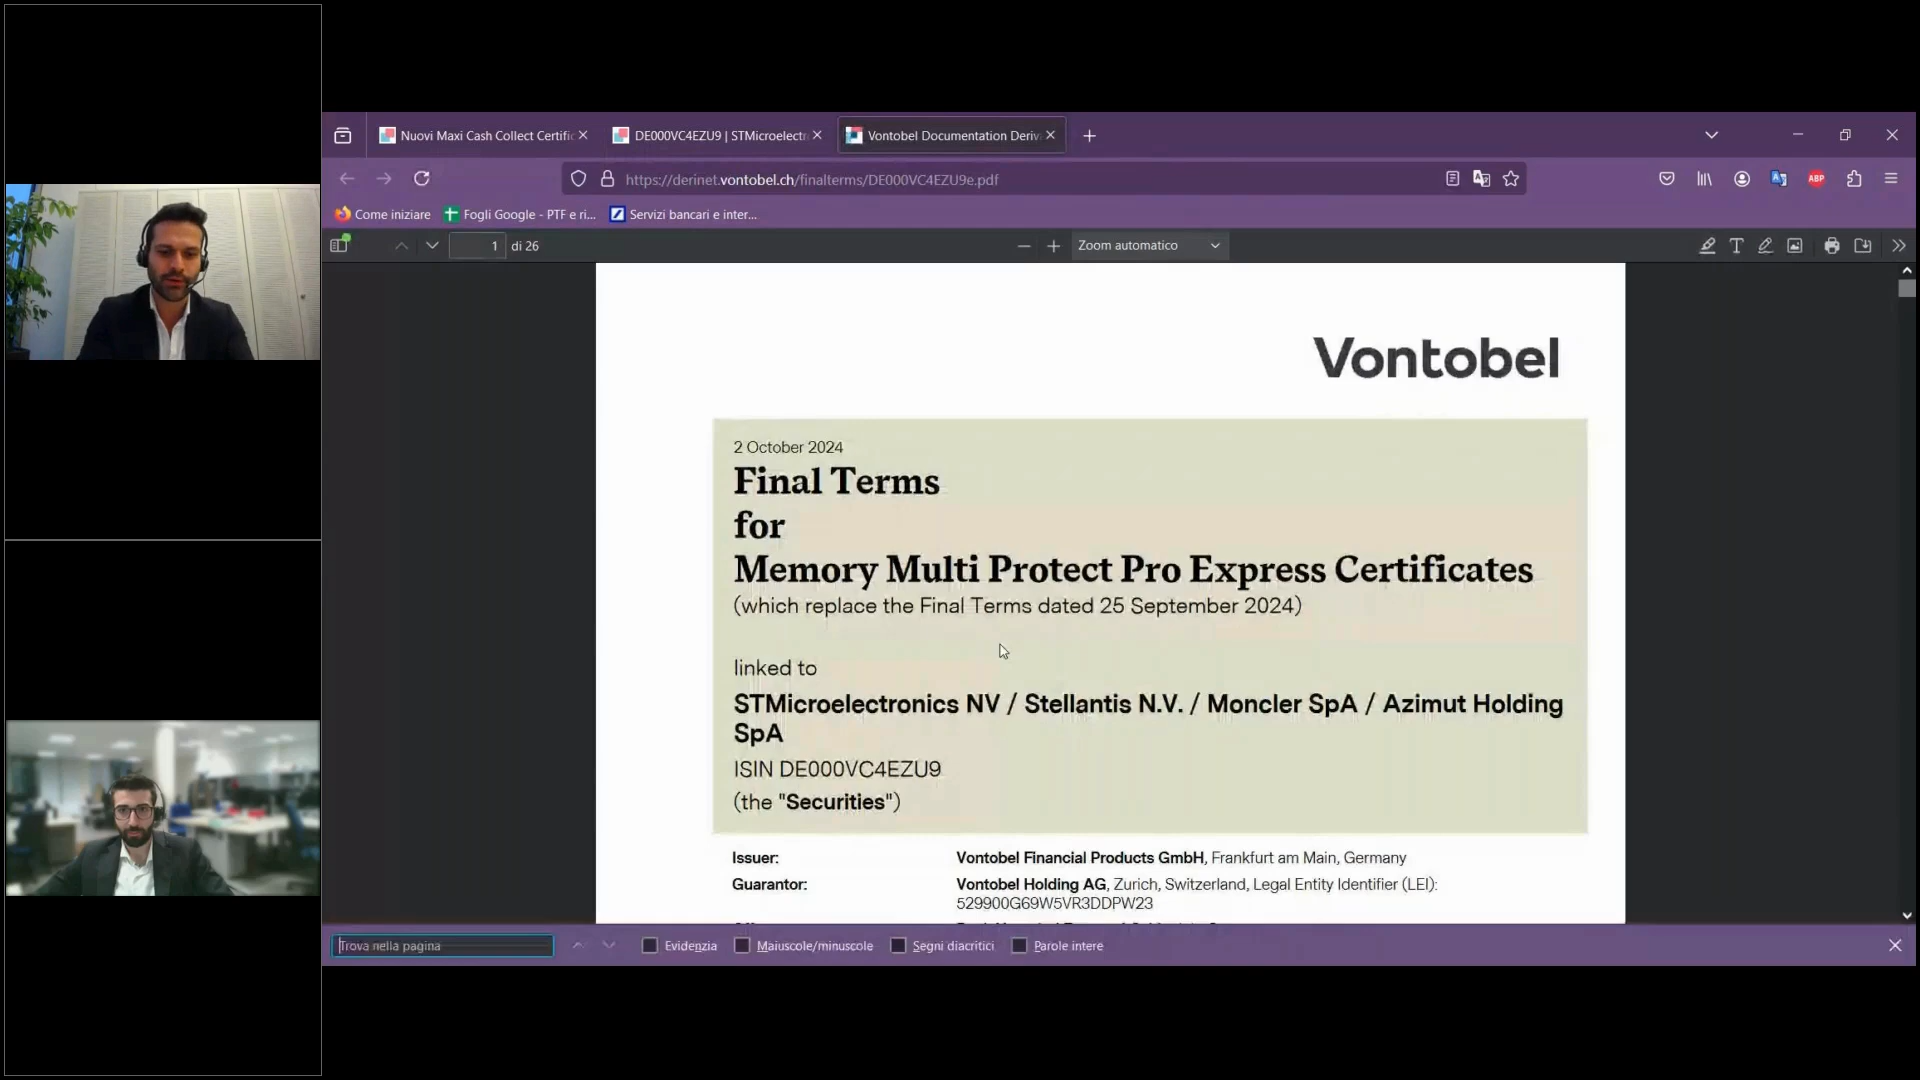 Nuovi Maxi Cash Collect Certific
DE000VC4EZU9 | STMicroelectr
Vontobel Documentation Deriv
https://derinet.vontobel.ch/finalterms/DE000VC4EZU9e.pdf
ABP
Come iniziare
Fogli Google - PTF e ri...
Servizi bancari e inter...
1 di 26
Zoom automatico
Vontobel
2 October 2024
Final Terms
for
Memory Multi Protect Pro Express Certificates
(which replace the Final Terms dated 25 September 2024)
linked to
STMicroelectronics NV / Stellantis N.V. / Moncler SpA / Azimut Holding
SpA
ISIN DE000VC4EZU9
(the "Securities")
Issuer: Vontobel Financial Products GmbH, Frankfurt am Main, Germany
Guarantor: Vontobel Holding AG, Zurich, Switzerland, Legal Entity Identifier (LEI):
529900G69W5VR3DDPW23
Trova nella pagina
Evidenzia
Maiuscole/minuscole
Segni diacritici
Parole intere